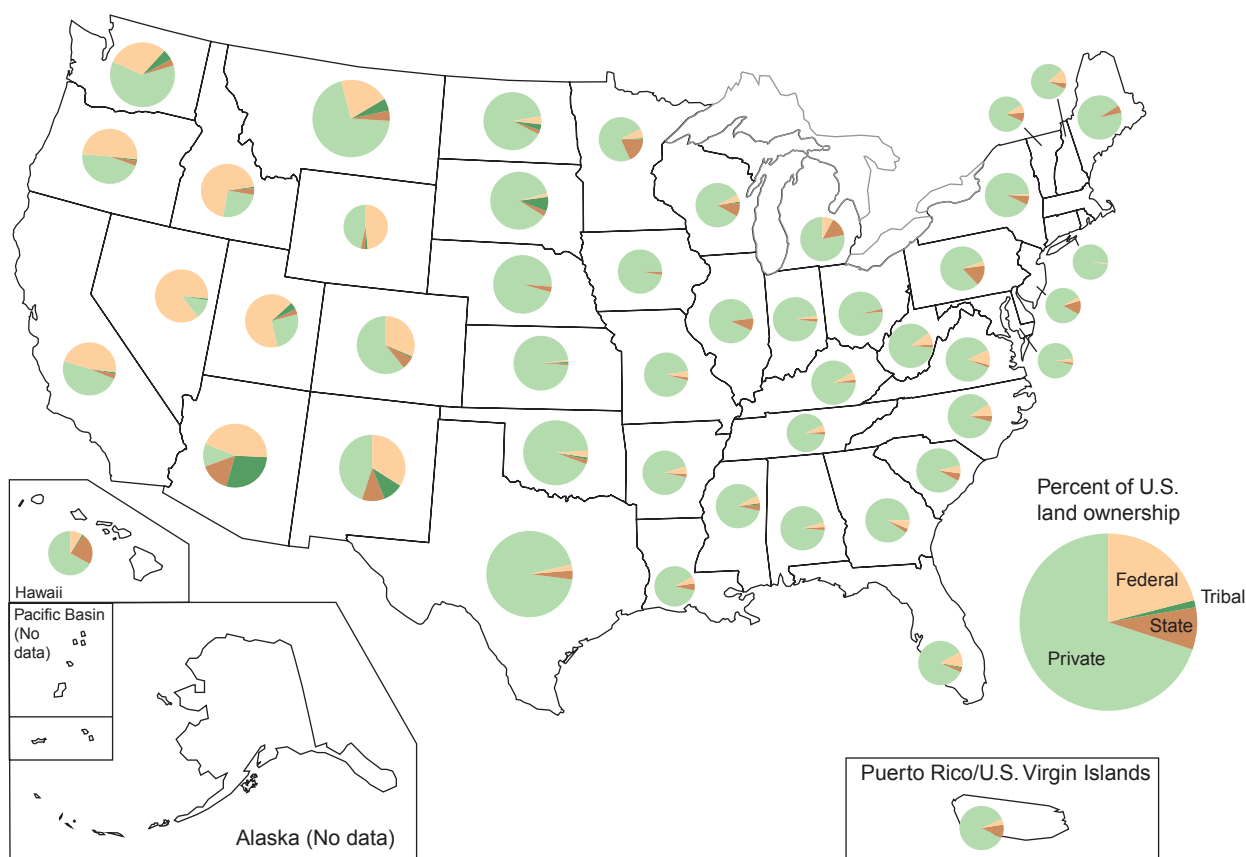 Percent of U.S.
land ownership
Federal
Tribal
State
Private
Hawaii
Pacific Basin
(No
data)
Alaska (No data)
Puerto Rico/U.S. Virgin Islands